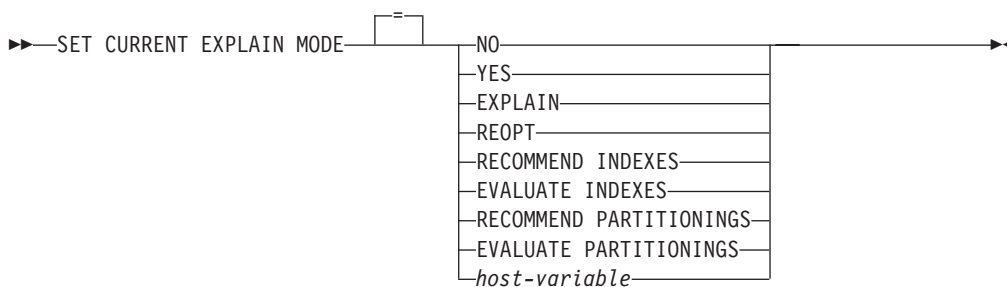 =
SET CURRENT EXPLAIN MODE NO
YES
EXPLAIN
REOPT
RECOMMEND INDEXES
EVALUATE INDEXES
RECOMMEND PARTITIONINGS
EVALUATE PARTITIONINGS
host-variable